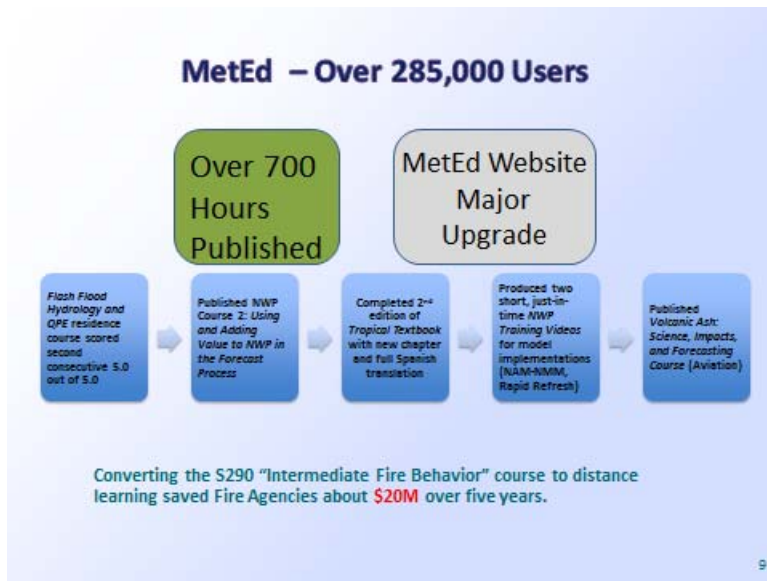 MetEd – Over 285,000 Users
Over 700
Hours
Published
MetEd Website
Major
Upgrade
Flash Flood
Hydrology and
QPE residence
course scored
second
consecutive 5.0
out of 5.0
Published NWP
Course 2: Using
and Adding
Value to NWP in
the Forecast
Process
Completed 2nd
edition of
Tropical Textbook
with new chapter
and full Spanish
translation
Produced two
short, just-in-
time NWP
Training Videos
for model
implementations
(NAM-NMM,
Rapid Refresh)
Published
Volcanic Ash:
Science, Impacts,
and Forecasting
Course (Aviation)
Converting the S290 “Intermediate Fire Behavior” course to distance
learning saved Fire Agencies about $20M over five years.
9